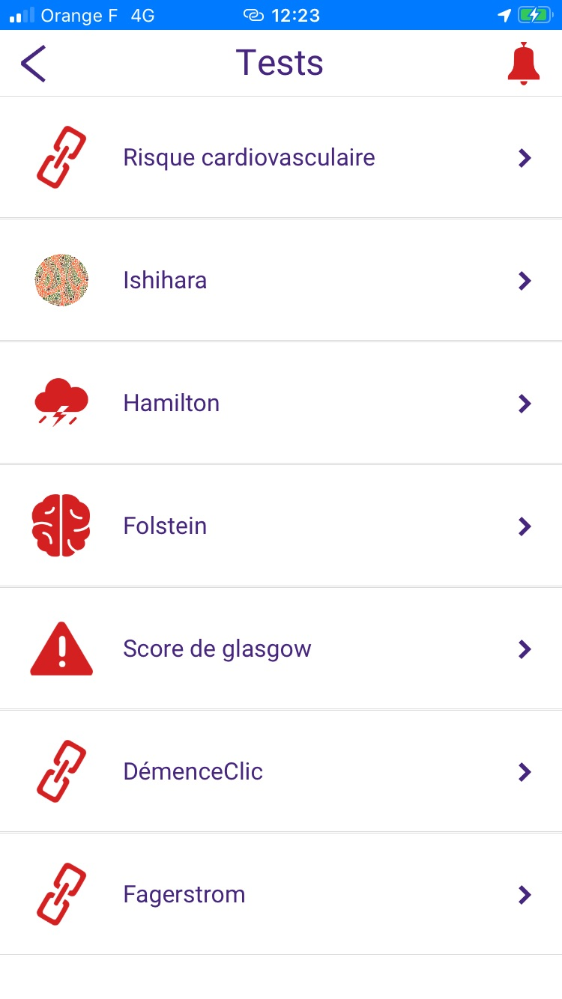 Orange F 4G 12:23
Tests
Risque cardiovasculaire
Ishihara
Hamilton
Folstein
Score de glasgow
DémenceClic
Fagerstrom